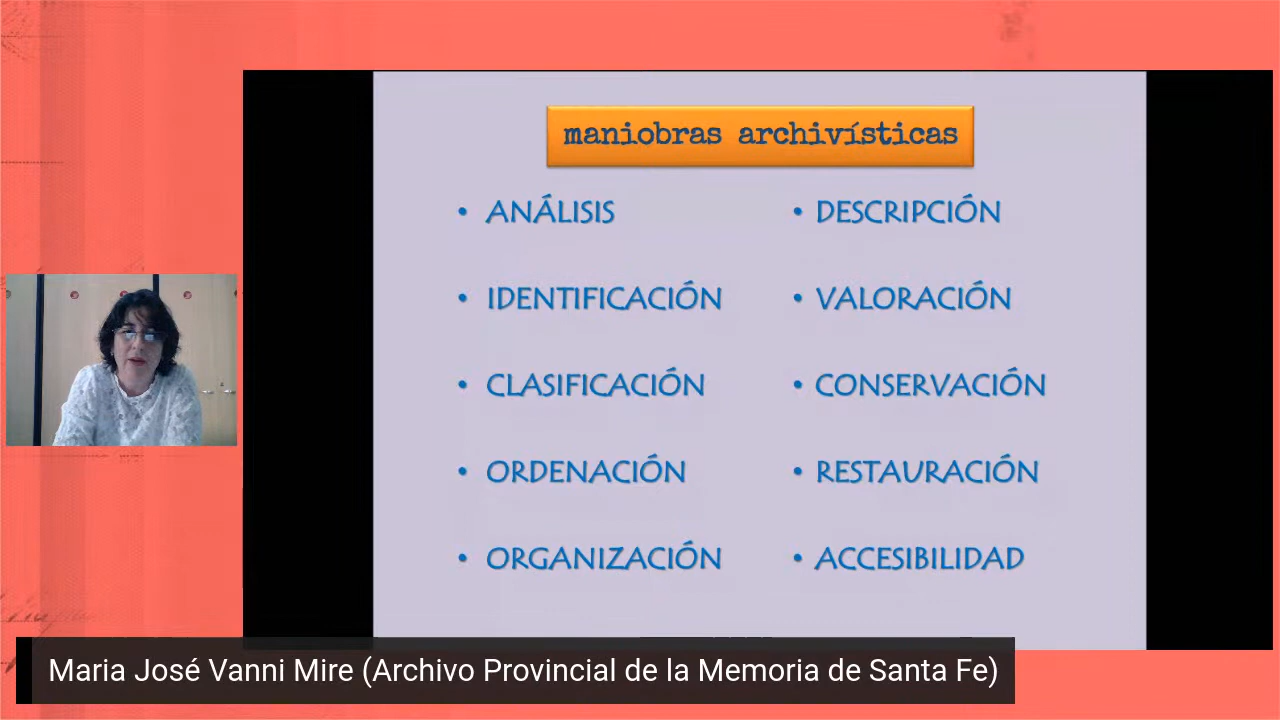 maniobras archivísticas
• ANÁLISIS
• IDENTIFICACIÓN
• CLASIFICACIÓN
• ORDENACIÓN
• ORGANIZACIÓN
• DESCRIPCIÓN
• VALORACIÓN
• CONSERVACIÓN
• RESTAURACIÓN
• ACCESIBILIDAD
Maria José Vanni Mire (Archivo Provincial de la Memoria de Santa Fe)